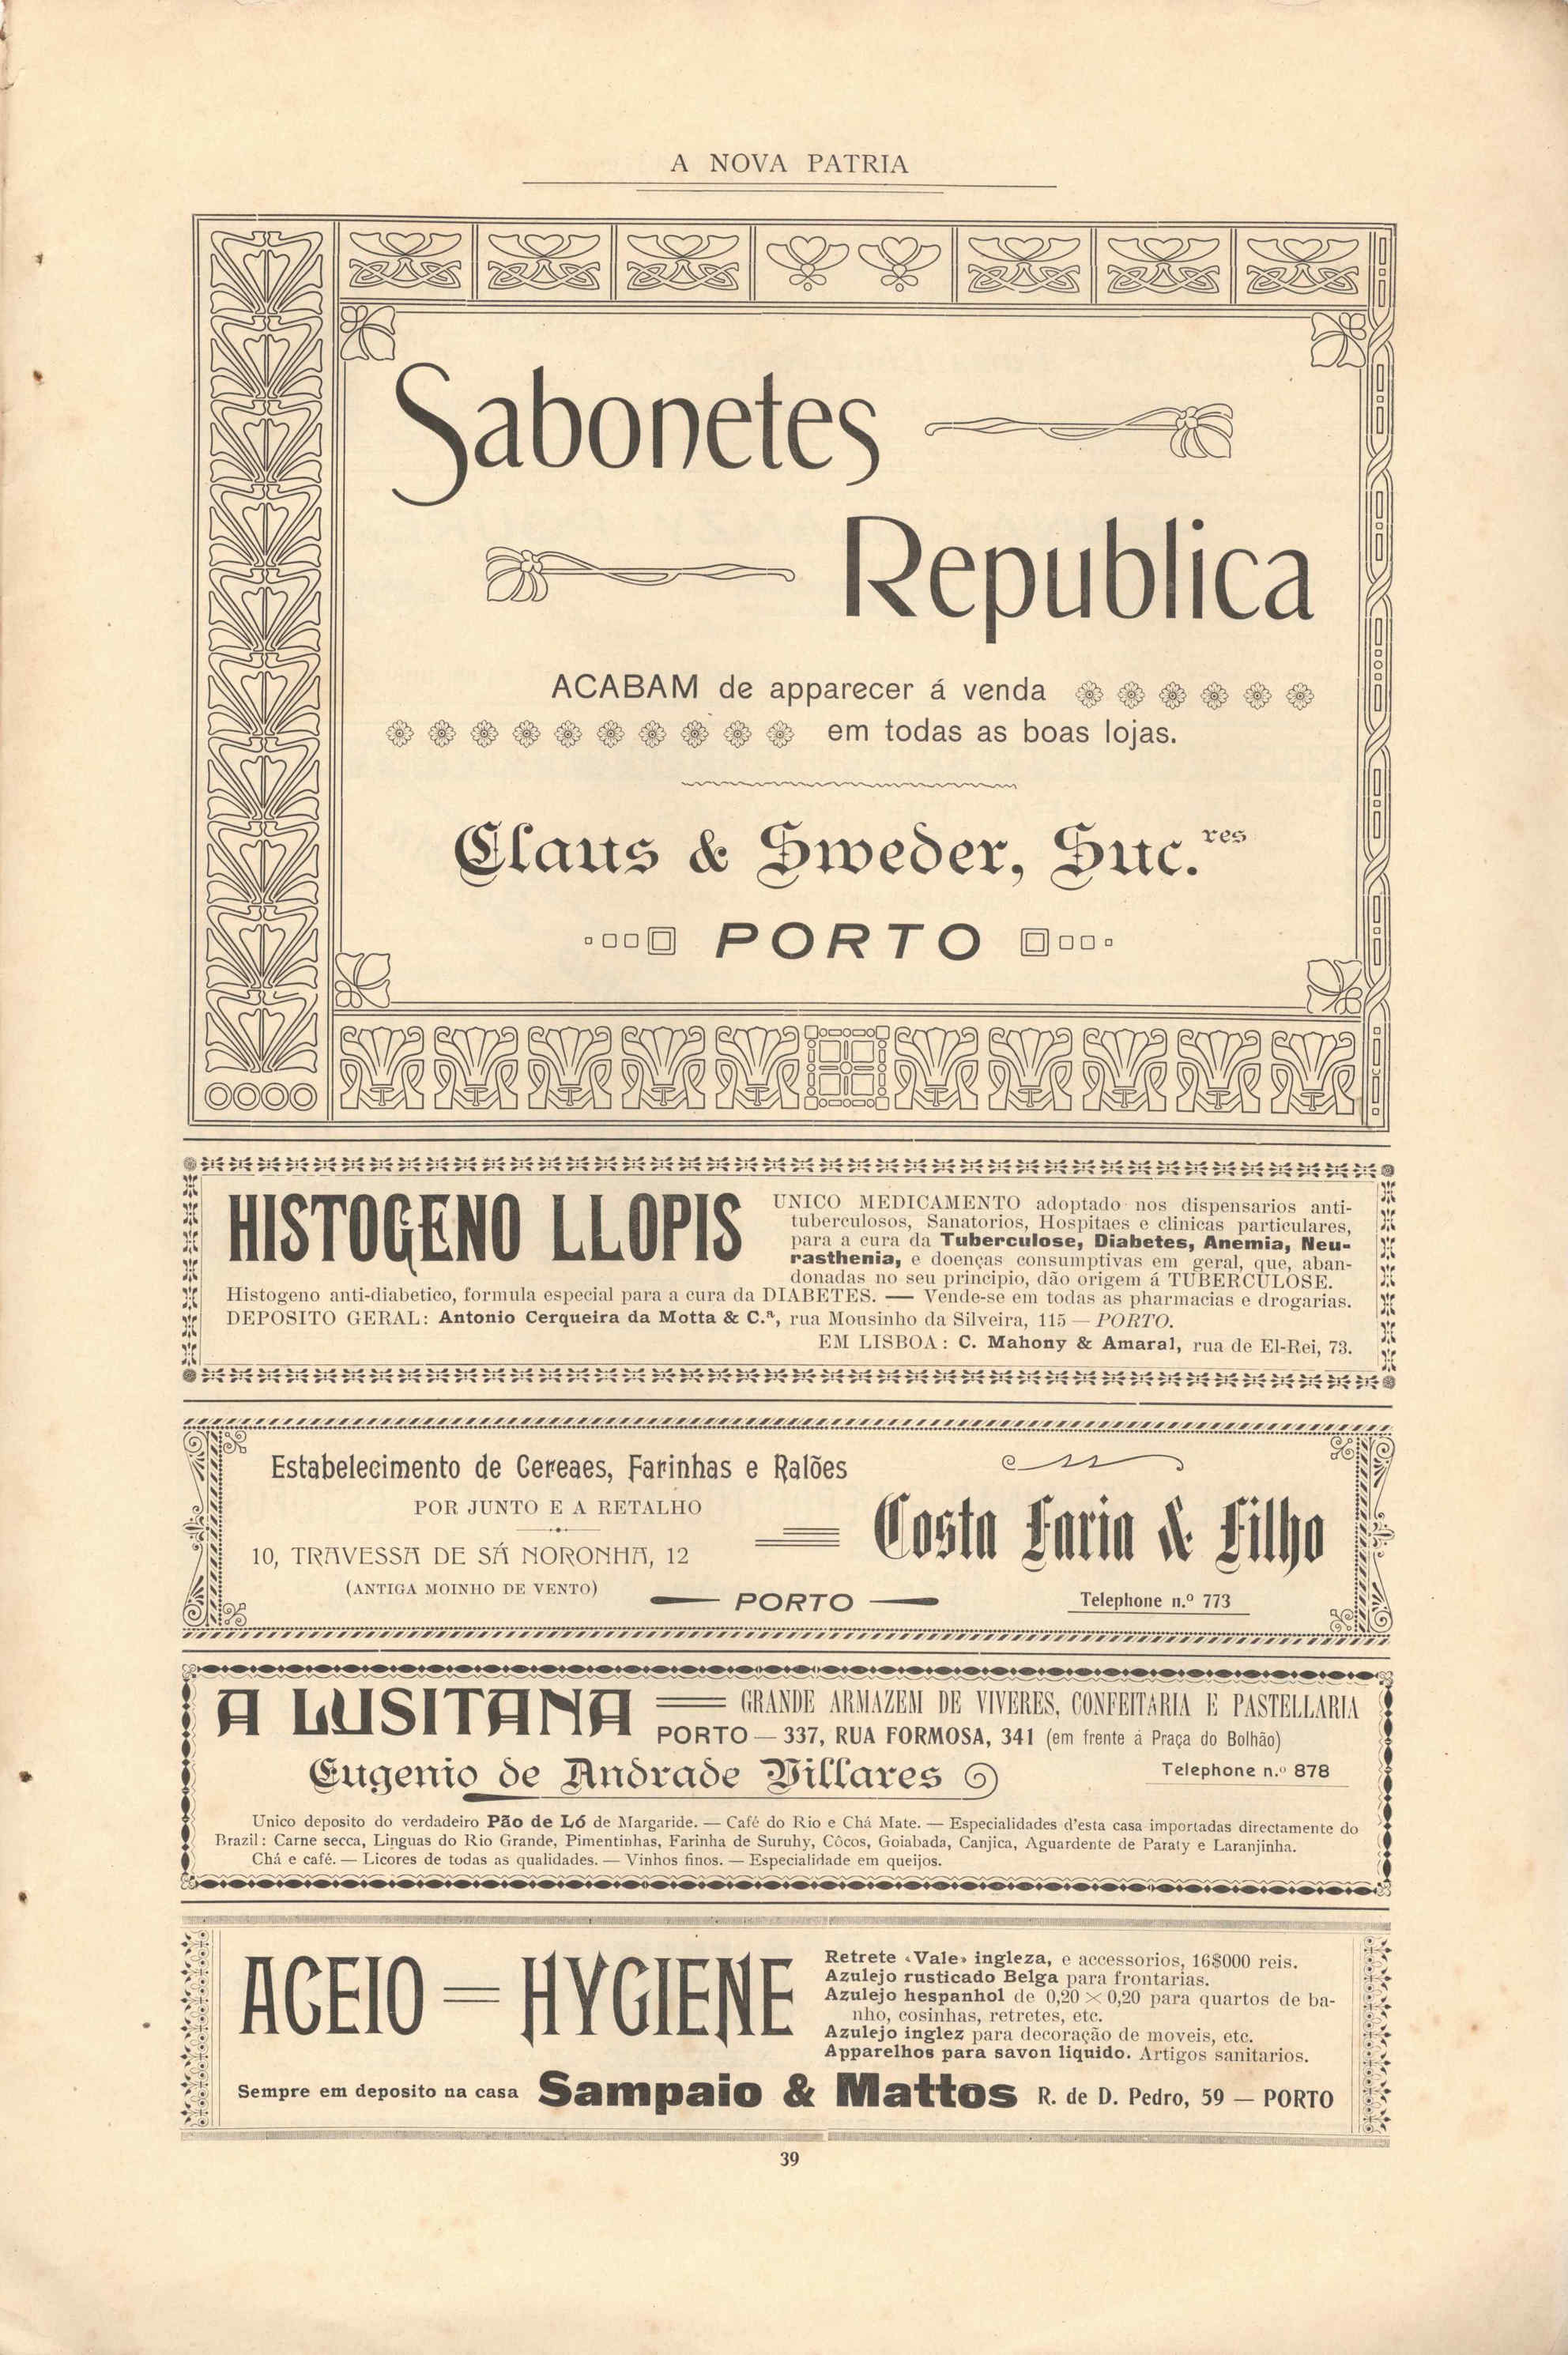 A NOVA PATRIA
Sabonetes
Republica
ACABAM de apparecer á venda
em todas as boas lojas.
Claus & Sweder, Suc.res
PORTO
HISTOGENO LLOPIS
UNICO MEDICAMENTO adoptado nos dispensarios anti-
tuberculosos, Sanatorios, Hospitaes e clinicas particulares,
para a cura da Tuberculose, Diabetes, Anemia, Neu-
rasthenia, e doenças consumptivas em geral, que, aban-
donadas no seu principio, dão origem á TUBERCULOSE.
Histogeno anti-diabetico, formula especial para a cura da DIABETES. — Vende-se em todas as pharmacias e drogarias.
DEPOSITO GERAL: Antonio Cerqueira da Motta & C.ª, rua Mousinho da Silveira, 115 — PORTO.
EM LISBOA: C. Mahony & Amaral, rua de El-Rei, 73.
Estabelecimento de Cereaes, Farinhas e Ralões
POR JUNTO E A RETALHO
10, TRAVESSA DE SÁ NORONHA, 12
(ANTIGA MOINHO DE VENTO)
Costa Faria & Filho
PORTO
Telephone n.º 773
A LUSITANA
GRANDE ARMAZEM DE VIVERES, CONFEITARIA E PASTELLARIA
PORTO — 337, RUA FORMOSA, 341 (em frente á Praça do Bolhão)
Eugenio de Andrade Villares
Telephone n.º 878
Unico deposito do verdadeiro Pão de Ló de Margaride. — Café do Rio e Chá Mate. — Especialidades d'esta casa importadas directamente do
Brazil: Carne secca, Linguas do Rio Grande, Pimentinhas, Farinha de Suruhy, Côcos, Goiabada, Canjica, Aguardente de Paraty e Laranjinha.
Chá e café. — Licores de todas as qualidades. — Vinhos finos. — Especialidade em queijos.
ACEIO = HYGIENE
Retrete «Vale» ingleza, e accessorios, 16$000 reis.
Azulejo rusticado Belga para frontarias.
Azulejo hespanhol de 0,20 × 0,20 para quartos de ba-
nho, cosinhas, retretes, etc.
Azulejo inglez para decoração de moveis, etc.
Apparelhos para savon liquido. Artigos sanitarios.
Sempre em deposito na casa Sampaio & Mattos R. de D. Pedro, 59 — PORTO
39